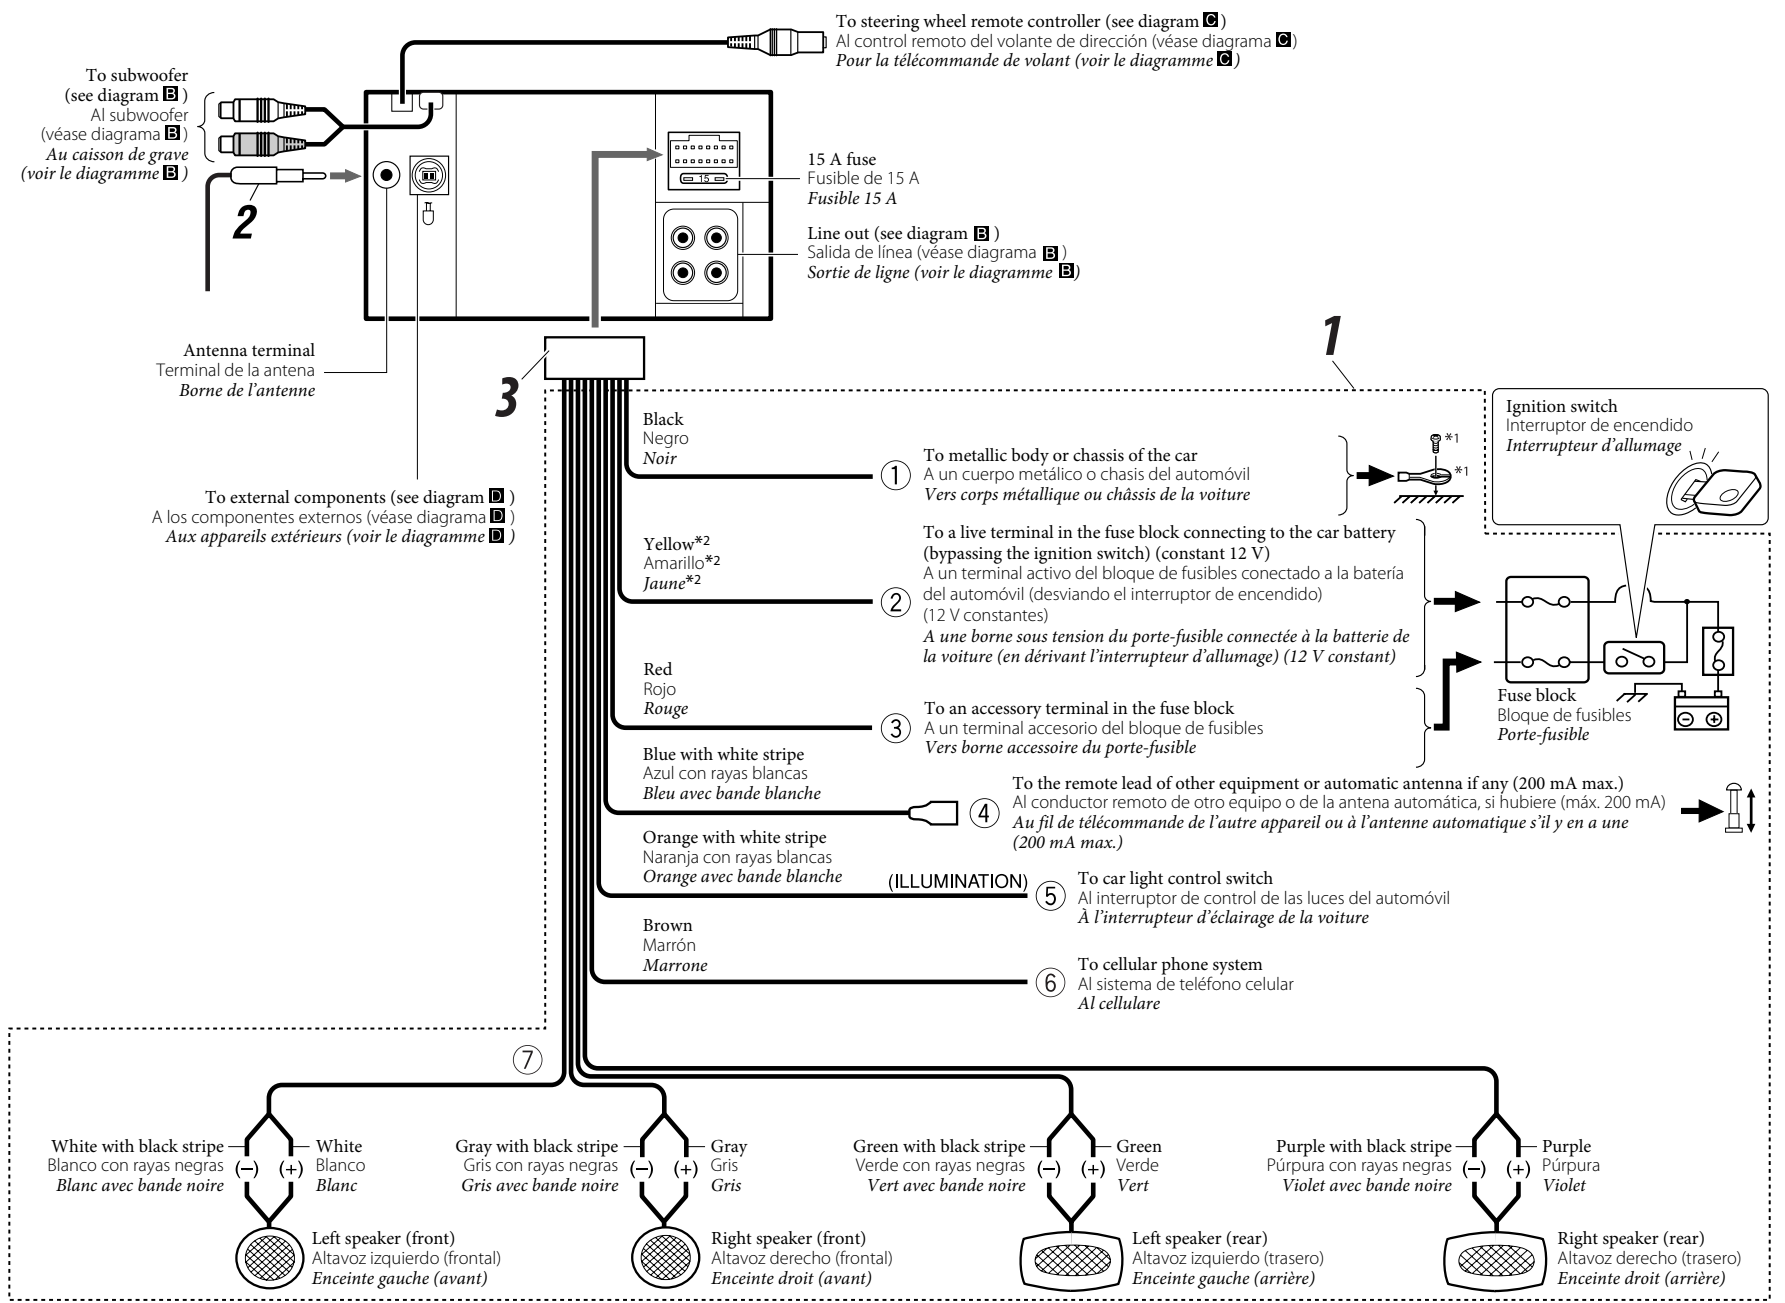 To steering wheel remote controller (see diagram C)
Al control remoto del volante de dirección (véase diagrama C)
Pour la télécommande de volant (voir le diagramme C)
To subwoofer
(see diagram B)
Al subwoofer
(véase diagrama B)
Au caisson de grave
(voir le diagramme B)
2
15
15 A fuse
Fusible de 15 A
Fusible 15 A
Line out (see diagram B)
Salida de línea (véase diagrama B)
Sortie de ligne (voir le diagramme B)
Antenna terminal
Terminal de la antena
Borne de l'antenne
3
1
To external components (see diagram D)
A los componentes externos (véase diagrama D)
Aux appareils extérieurs (voir le diagramme D)
Black
Negro
Noir
① To metallic body or chassis of the car
A un cuerpo metálico o chasis del automóvil
Vers corps métallique ou châsis de la voiture
*1
*1
Ignition switch
Interruptor de encendido
Interrupteur d'allumage
Yellow*2
Amarillo*2
Jaune*2
② To a live terminal in the fuse block connecting to the car battery
(bypassing the ignition switch) (constant 12 V)
A un terminal activo del bloque de fusibles conectado a la batería
del automóvil (desviando el interruptor de encendido)
(12 V constantes)
A une borne sous tension du porte-fusible connectée à la batterie de
la voiture (en dérivant l'interrupteur d'allumage) (12 V constant)
Red
Rojo
Rouge
③ To an accessory terminal in the fuse block
A un terminal accesorio del bloque de fusibles
Vers borne accessoire du porte-fusible
Fuse block
Bloque de fusibles
Porte-fusible
Blue with white stripe
Azul con rayas blancas
Bleu avec bande blanche
④ To the remote lead of other equipment or automatic antenna if any (200 mA max.)
Al conductor remoto de otro equipo o de la antena automática, si hubiere (máx. 200 mA)
Au fil de télécommande de l'autre appareil ou à l'antenne automatique s'il y en a une
(200 mA max.)
Orange with white stripe
Naranja con rayas blancas
Orange avec bande blanche
(ILLUMINATION)
⑤ To car light control switch
Al interruptor de control de las luces del automóvil
À l'interrupteur d'éclairage de la voiture
Brown
Marrón
Marrone
⑥ To cellular phone system
Al sistema de teléfono celular
Al cellulare
⑦
White with black stripe
Blanco con rayas negras
Blanc avec bande noire
(−)
(+)
White
Blanco
Blanc
Gray with black stripe
Gris con rayas negras
Gris avec bande noire
(−)
(+)
Gray
Gris
Gris
Green with black stripe
Verde con rayas negras
Vert avec bande noire
(−)
(+)
Green
Verde
Vert
Purple with black stripe
Púrpura con rayas negras
Violet avec bande noire
(−)
(+)
Purple
Púrpura
Violet
Left speaker (front)
Altavoz izquierdo (frontal)
Enceinte gauche (avant)
Right speaker (front)
Altavoz derecho (frontal)
Enceinte droit (avant)
Left speaker (rear)
Altavoz izquierdo (trasero)
Enceinte gauche (arrière)
Right speaker (rear)
Altavoz derecho (trasero)
Enceinte droit (arrière)